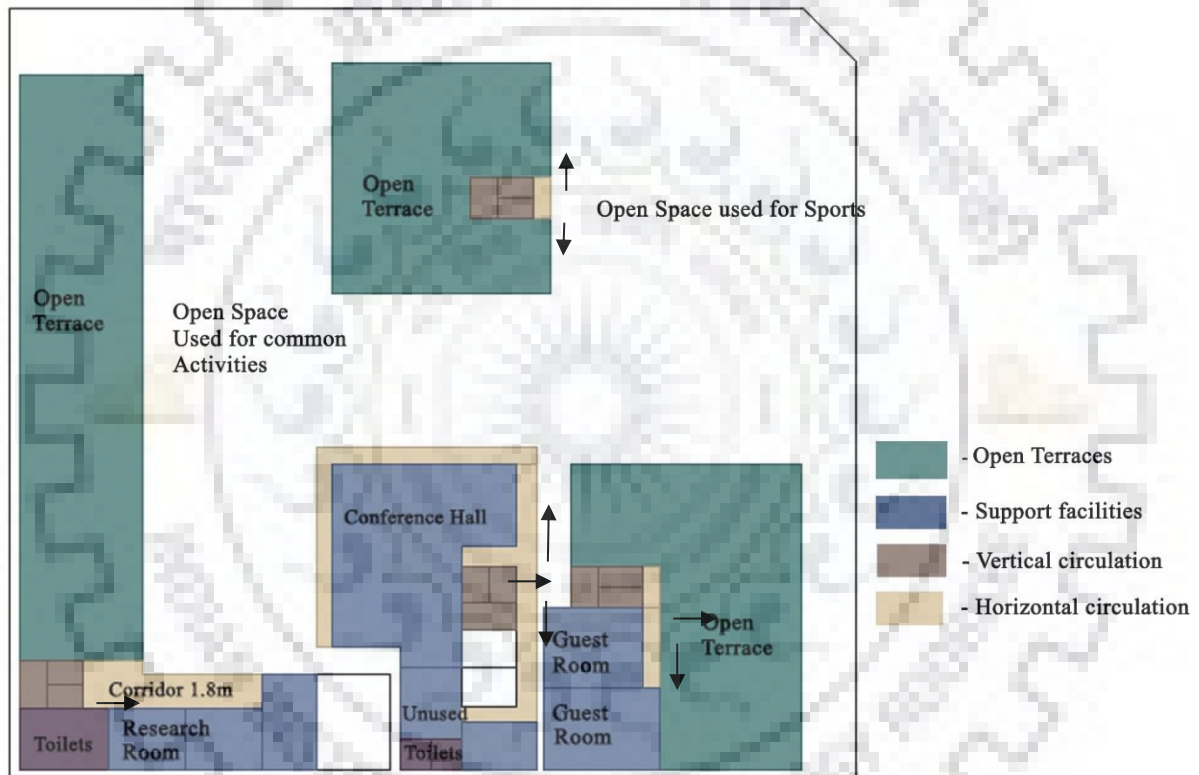 Open
Terrace
Open Space used for Sports
Open
Terrace
Open Space
Used for common
Activities
- Open Terraces
Conference Hall
- Support facilities
- Vertical circulation
- Horizontal circulation
Open
Terrace
Guest
Room
Corridor 1.8m
Unused
Guest
Room
Research
Room
Toilets
Toilets